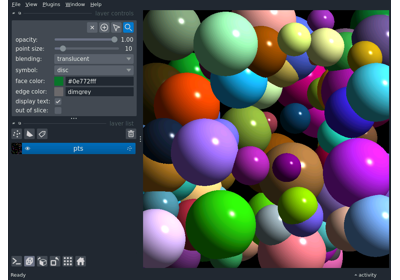 File View Plugins Window Help
layer controls
opacity: 1.00
point size: 10
blending: translucent
symbol: disc
face color: #0e772fff
edge color: dimgrey
display text:
out of slice:
layer list
pts
Ready activity